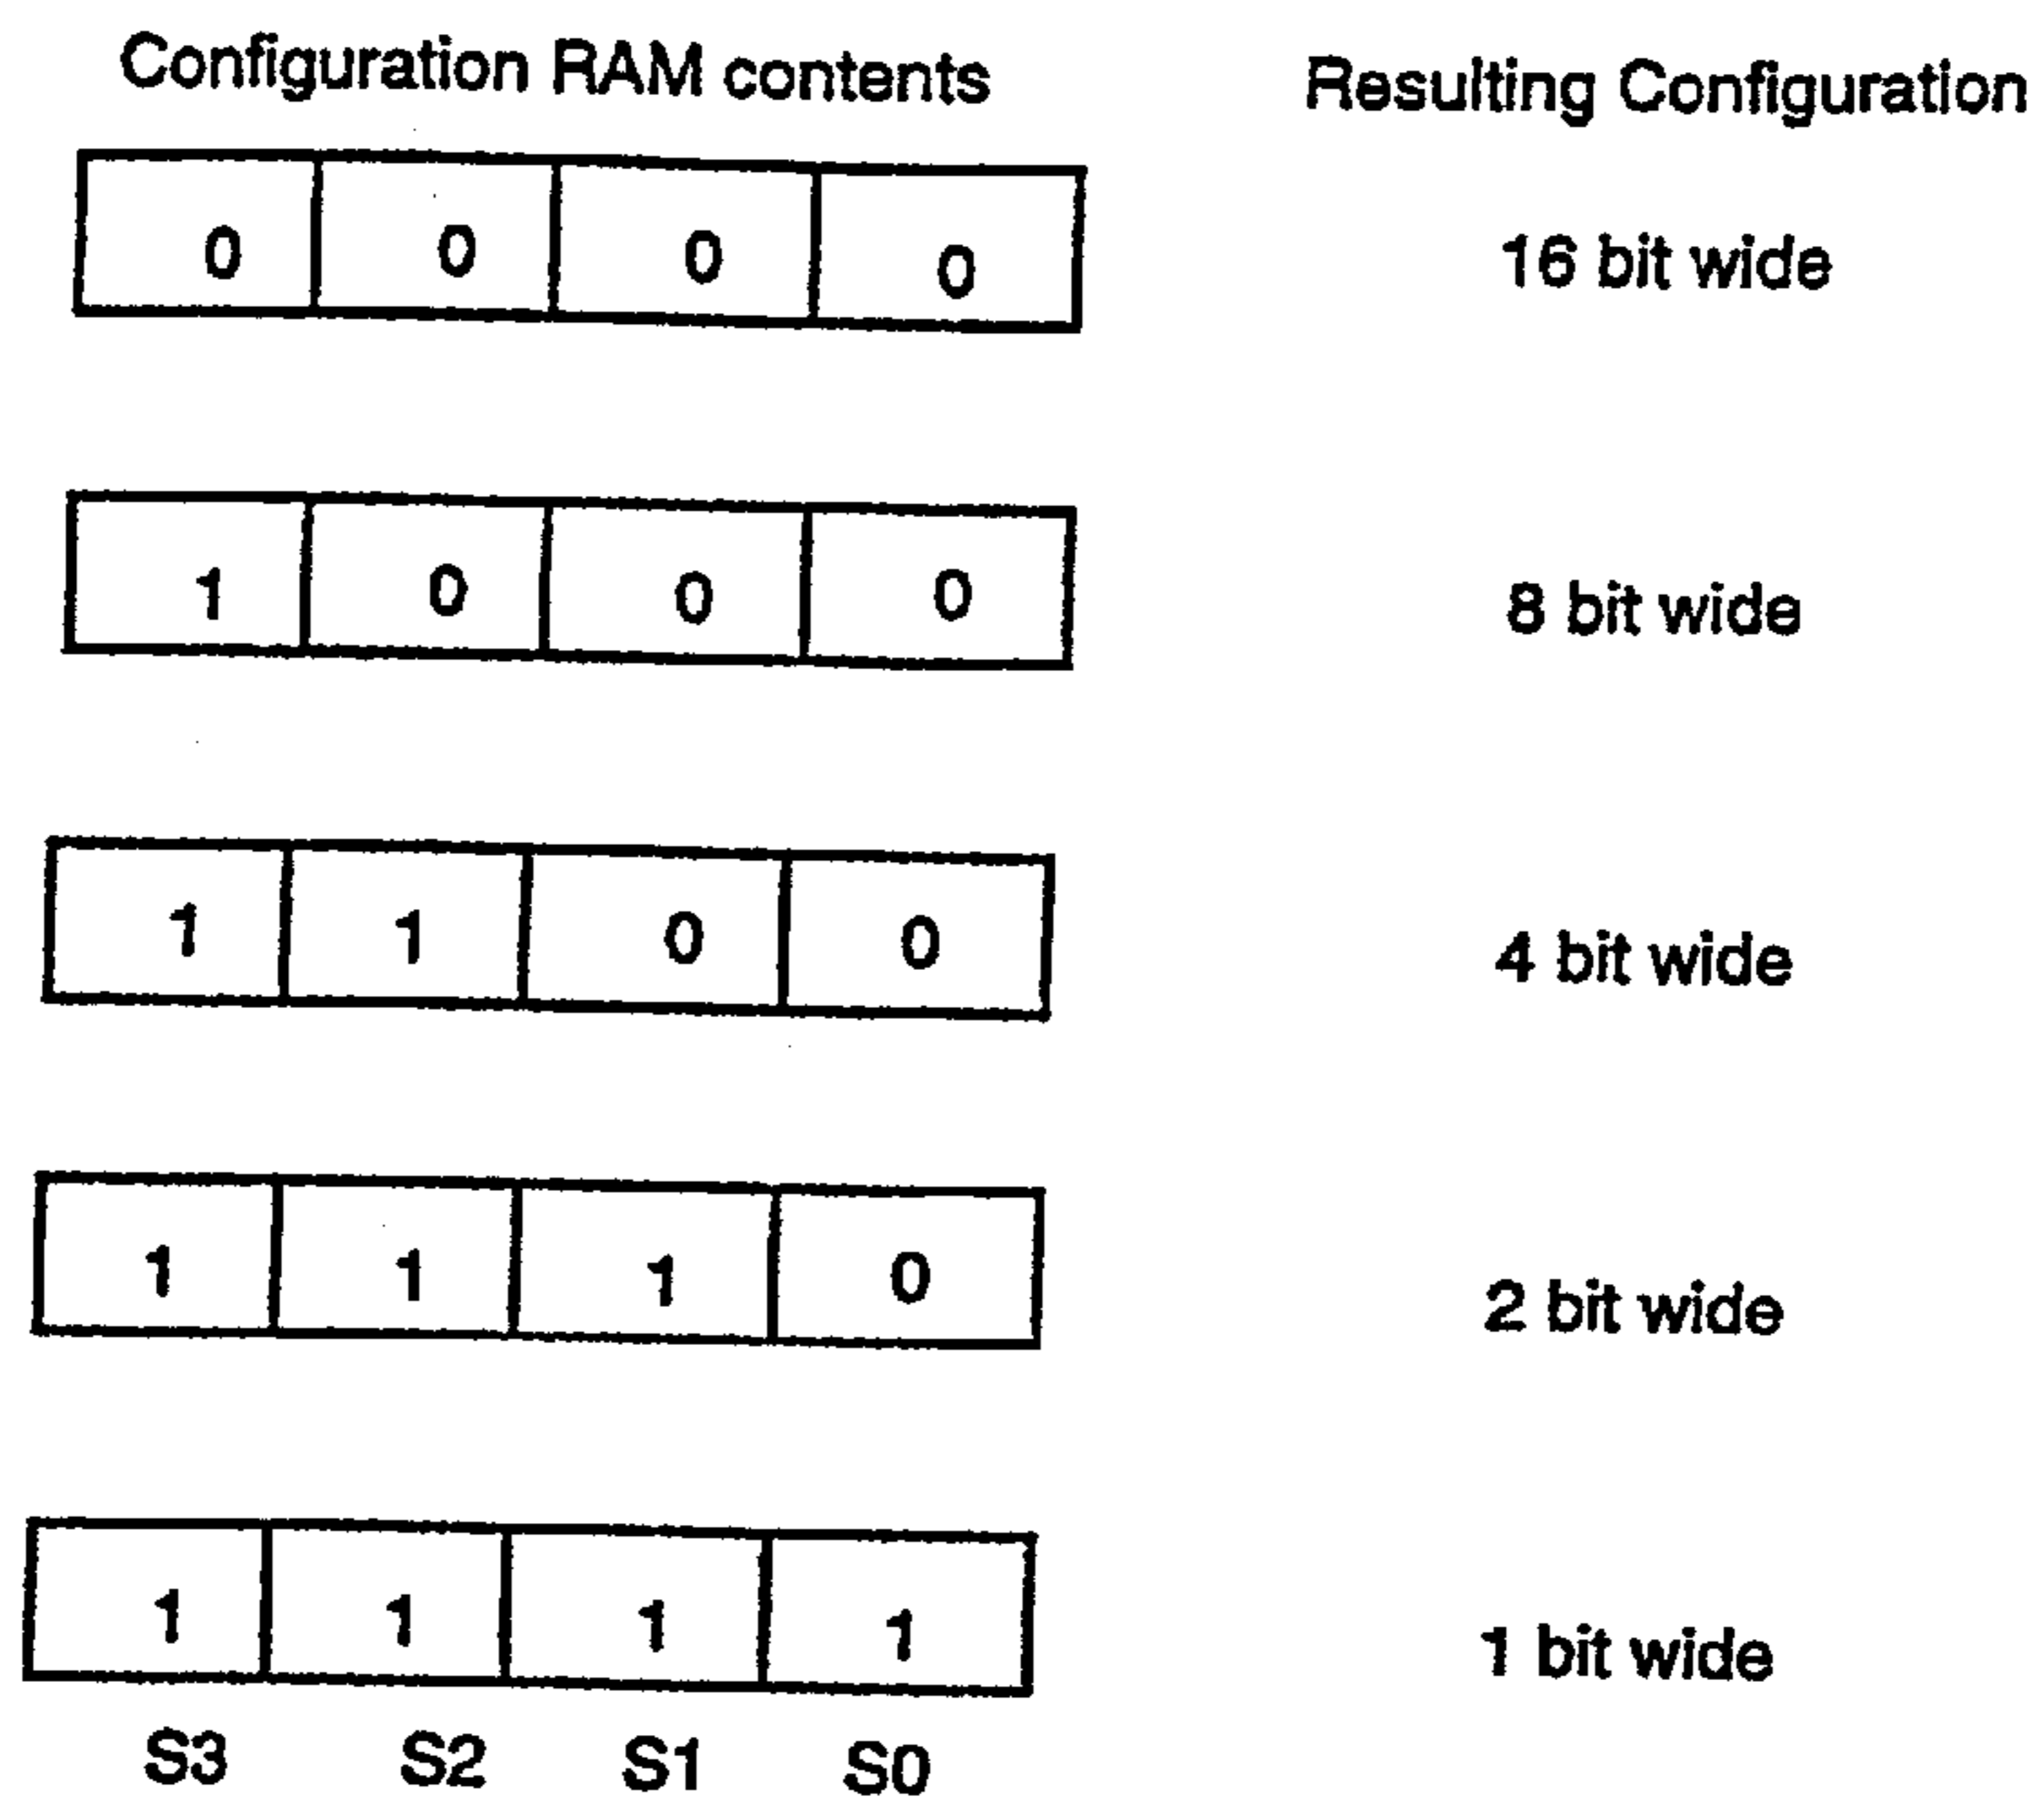 Configuration RAM contents Resulting Configuration
0 0 0 0 16 bit wide
1 0 0 0 8 bit wide
1 1 0 0 4 bit wide
1 1 1 0 2 bit wide
1 1 1 1 1 bit wide
S3 S2 S1 S0